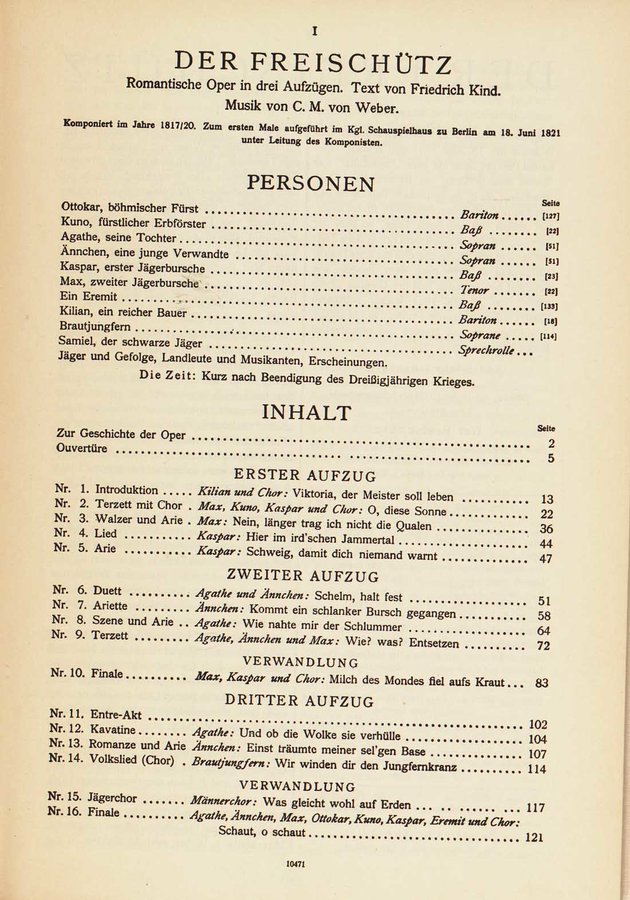 I
DER FREISCHÜTZ
Romantische Oper in drei Aufzügen. Text von Friedrich Kind.
Musik von C. M. von Weber.
Komponiert im Jahre 1817/20. Zum ersten Male aufgeführt im Kgl. Schauspielhaus zu Berlin am 18. Juni 1821
unter Leitung des Komponisten.
PERSONEN
Seite
Ottokar, böhmischer Fürst ........ Bariton ...... [127]
Kuno, fürstlicher Erbförster ........ Baß ...... [22]
Agathe, seine Tochter ........ Sopran ...... [51]
Ännchen, eine junge Verwandte ........ Sopran ...... [51]
Kaspar, erster Jägerbursche ........ Baß ...... [23]
Max, zweiter Jägerbursche ........ Tenor ...... [22]
Ein Eremit ........ Baß ...... [133]
Kilian, ein reicher Bauer ........ Bariton ...... [18]
Brautjungfern ........ Soprane ..... [114]
Samiel, der schwarze Jäger ........ Sprechrolle ...
Jäger und Gefolge, Landleute und Musikanten, Erscheinungen.
Die Zeit: Kurz nach Beendigung des Dreißigjährigen Krieges.
INHALT
Seite
Zur Geschichte der Oper ........ 2
Ouvertüre ........ 5
ERSTER AUFZUG
Nr. 1. Introduktion ..... Kilian und Chor: Viktoria, der Meister soll leben .......... 13
Nr. 2. Terzett mit Chor . Max, Kuno, Kaspar und Chor: O, diese Sonne ........ 22
Nr. 3. Walzer und Arie . Max: Nein, länger trag ich nicht die Qualen ........ 36
Nr. 4. Lied .......... Kaspar: Hier im ird'schen Jammertal ........ 44
Nr. 5. Arie .......... Kaspar: Schweig, damit dich niemand warnt ........ 47
ZWEITER AUFZUG
Nr. 6. Duett ......... Agathe und Ännchen: Schelm, halt fest ........ 51
Nr. 7. Ariette ........ Ännchen: Kommt ein schlanker Bursch gegangen ........ 58
Nr. 8. Szene und Arie .. Agathe: Wie nahte mir der Schlummer ........ 64
Nr. 9. Terzett ........ Agathe, Ännchen und Max: Wie? was? Entsetzen ........ 72
VERWANDLUNG
Nr. 10. Finale .......... Max, Kaspar und Chor: Milch des Mondes fiel aufs Kraut ... 83
DRITTER AUFZUG
Nr. 11. Entre-Akt ........ 102
Nr. 12. Kavatine ........ Agathe: Und ob die Wolke sie verhülle ........ 104
Nr. 13. Romanze und Arie Ännchen: Einst träumte meiner sel'gen Base ........ 107
Nr. 14. Volkslied (Chor) . Brautjungfern: Wir winden dir den Jungfernkranz ........ 114
VERWANDLUNG
Nr. 15. Jägerchor ....... Männerchor: Was gleicht wohl auf Erden ........ 117
Nr. 16. Finale .......... Agathe, Ännchen, Max, Ottokar, Kuno, Kaspar, Eremit und Chor:
Schaut, o schaut ........ 121
10471